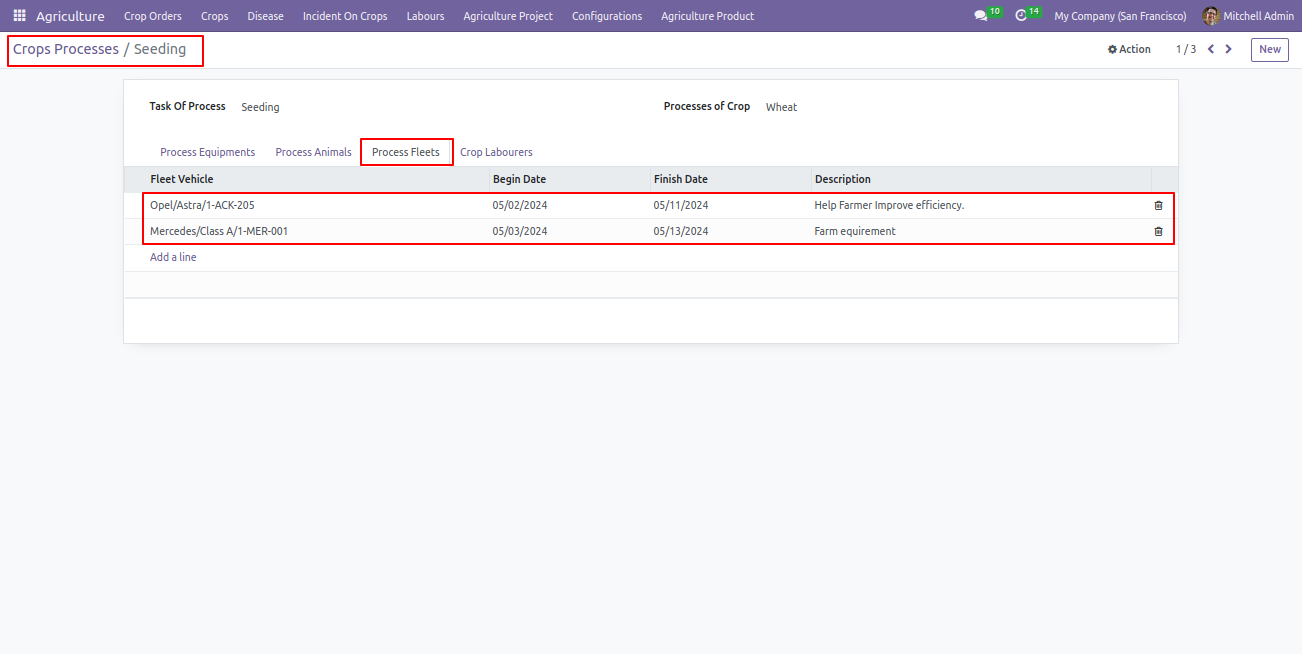 Agriculture Crop Orders Crops Disease Incident On Crops Labours Agriculture Project Configurations Agriculture Product 10 14 My Company (San Francisco) Mitchell Admin
Crops Processes / Seeding Action 1 / 3 New
Task Of Process Seeding Processes of Crop Wheat
Process Equipments Process Animals Process Fleets Crop Labourers
Fleet Vehicle Begin Date Finish Date Description
Opel/Astra/1-ACK-205 05/02/2024 05/11/2024 Help Farmer Improve efficiency.
Mercedes/Class A/1-MER-001 05/03/2024 05/13/2024 Farm equirement
Add a line